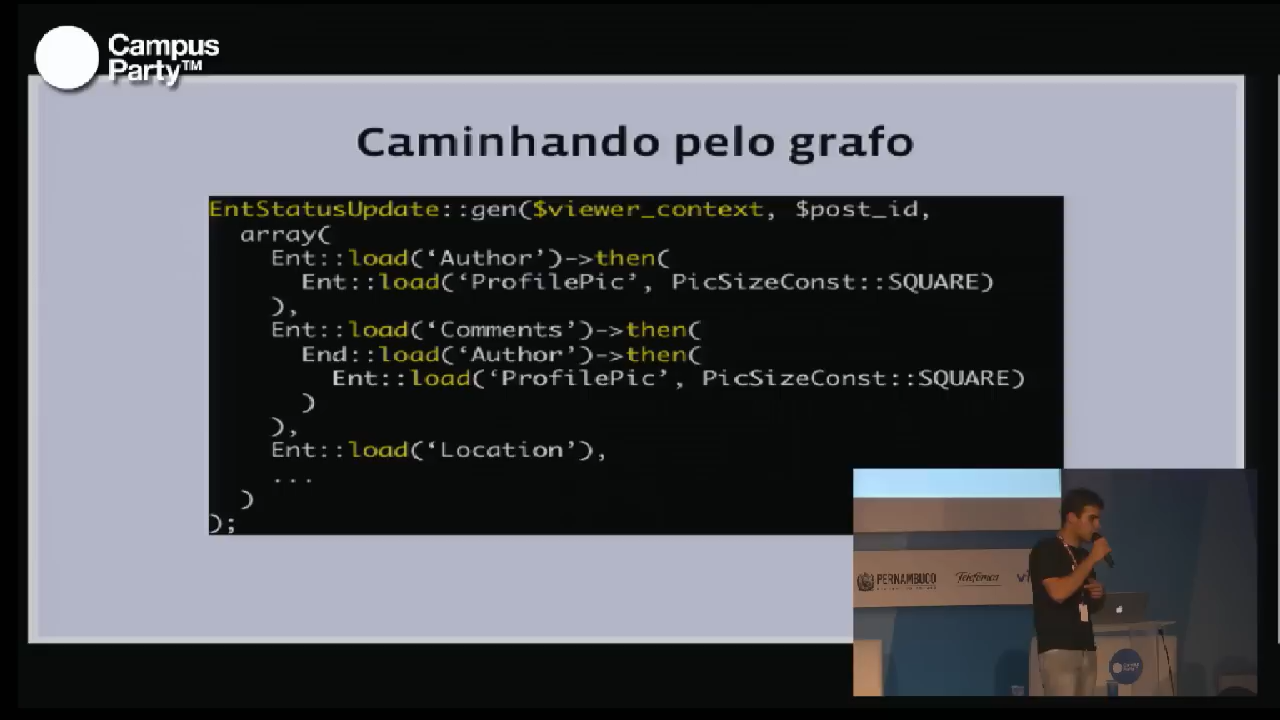 Campus
Party™
Caminhando pelo grafo
EntStatusUpdate::gen($viewer_context, $post_id,
array(
Ent::load(‘Author’)->then(
Ent::load(‘ProfilePic’, PicSizeConst::SQUARE)
),
Ent::load(‘Comments’)->then(
End::load(‘Author’)->then(
Ent::load(‘ProfilePic’, PicSizeConst::SQUARE)
)
),
Ent::load(‘Location’),
...
)
);
PERNAMBUCO
Telefónica